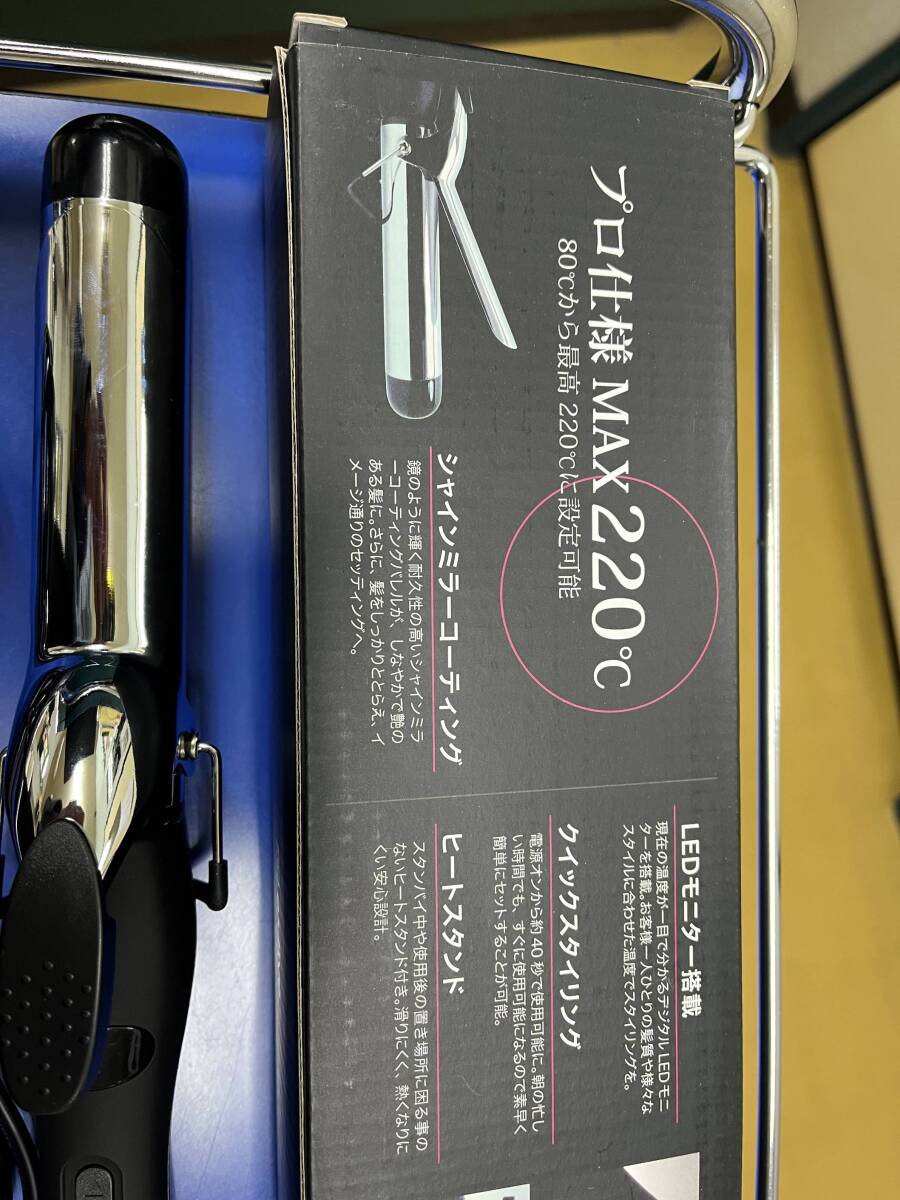 プロ仕様 MAX 220℃
80℃から最高 220℃に設定可能
シャインミラーコーティング
鏡のように輝く耐久性の高いシャインミラ
ーコーティングバレルが、しなやかで艶の
ある髪に。さらに、髪をしっかりととらえ、イ
メージ通りのセッティングへ。
LEDモニター搭載
現在の温度が一目で分かるデジタルLEDモニ
ターを搭載。お客様一人ひとりの髪質や様々な
スタイルに合わせた温度でスタイリングを。
クイックスタイリング
電源オンから約40秒で使用可能に。朝の忙し
い時間でも、すぐに使用可能になるので素早く
簡単にセットすることが可能。
ヒートスタンド
スタンバイ中や使用後の置き場所に困る事の
ないヒートスタンド付き。滑りにくく、熱くなりに
くい安心設計。